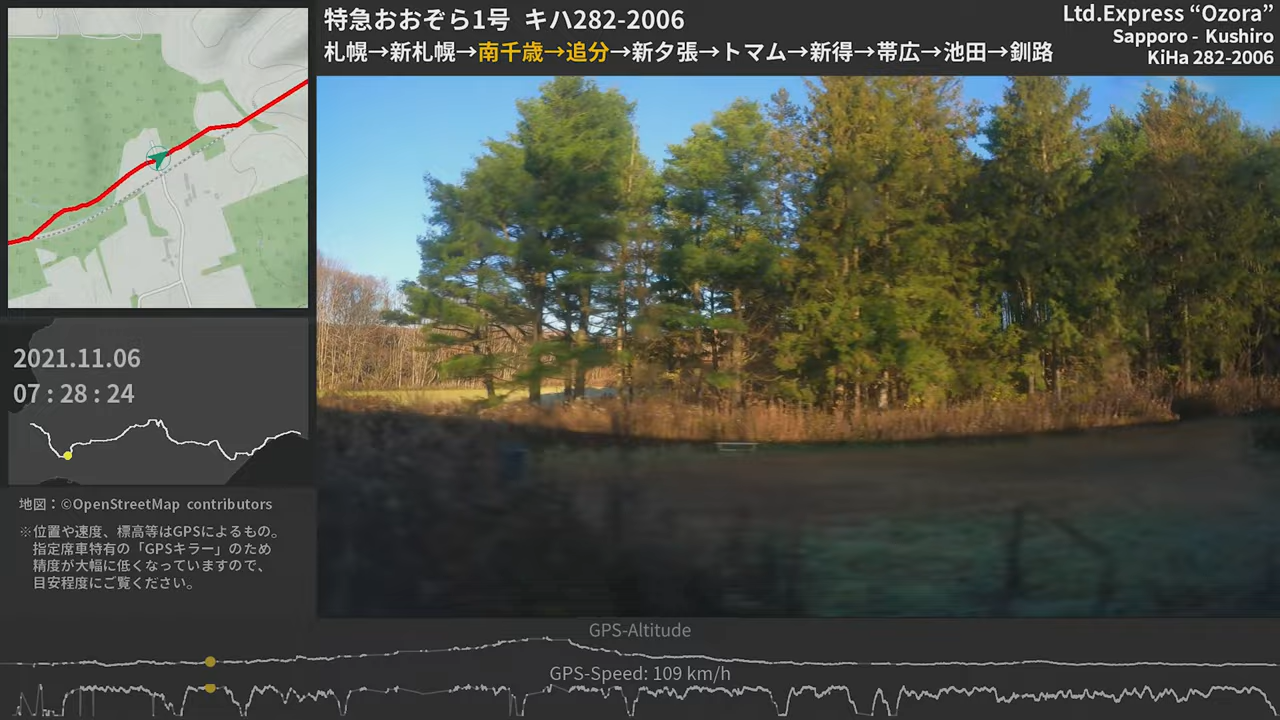 特急おおぞら1号 キハ282-2006
札幌→新札幌→南千歳→追分→新夕張→トマム→新得→帯広→池田→釧路
Ltd.Express “Ozora”
Sapporo - Kushiro
KiHa 282-2006
2021.11.06
07:28:24
地図:©OpenStreetMap contributors
※位置や速度、標高等はGPSによるもの。
指定席車特有の「GPSキラー」のため
精度が大幅に低くなっていますので、
目安程度にご覧ください。
GPS-Altitude
GPS-Speed: 109 km/h